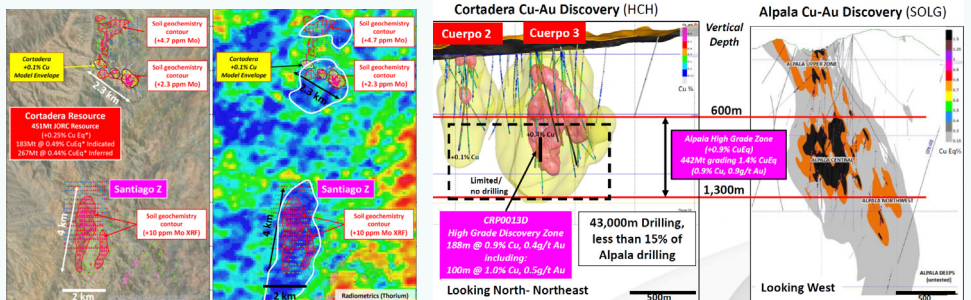 Soil geochemistry
contour
+4.7 ppm Mo
Cortadera
+0.1% Cu
Model Envelope
Soil geochemistry
contour
+2.3 ppm Mo
2.3 km
Cortadera Resource
451Mt JORC Resource
(+0.25% Cu Eq*)
183Mt @ 0.49% CuEq* Indicated
267Mt @ 0.44% CuEq* Inferred
Santiago Z
Soil geochemistry
contour
+10 ppm Mo XRF)
4 km
2 km
Soil geochemistry
contour
+4.7 ppm Mo
Cortadera
+0.1% Cu
Model Envelope
Soil geochemistry
contour
+2.3 ppm Mo
2.3 km
Santiago Z
Soil geochemistry
contour
+10 ppm Mo XRF)
4 km
2 km
Radiometrics (Thorium)
Cortadera Cu-Au Discovery (HCH)
Cuerpo 2
Cuerpo 3
Cu %
+0.4% Cu
+0.1% Cu
Limited/
no drilling
CRP0013D
High Grade Discovery Zone
188m @ 0.9% Cu, 0.4g/t Au
including:
100m @ 1.0% Cu, 0.5g/t Au
43,000m Drilling,
less than 15% of
Alpala drilling
Looking North- Northeast
500m
Vertical
Depth
600m
Alpala High Grade Zone
(+0.9% CuEq)
442Mt grading 1.4% CuEq
(0.9% Cu, 0.9g/t Au)
1,300m
Alpala Cu-Au Discovery (SOLG)
ALPALA UPPER ZONE
Cu Eq%
ALPALA CENTRAL
ALPALA NORTHWEST
ALPALA DEEPS
(untested)
Looking West
500